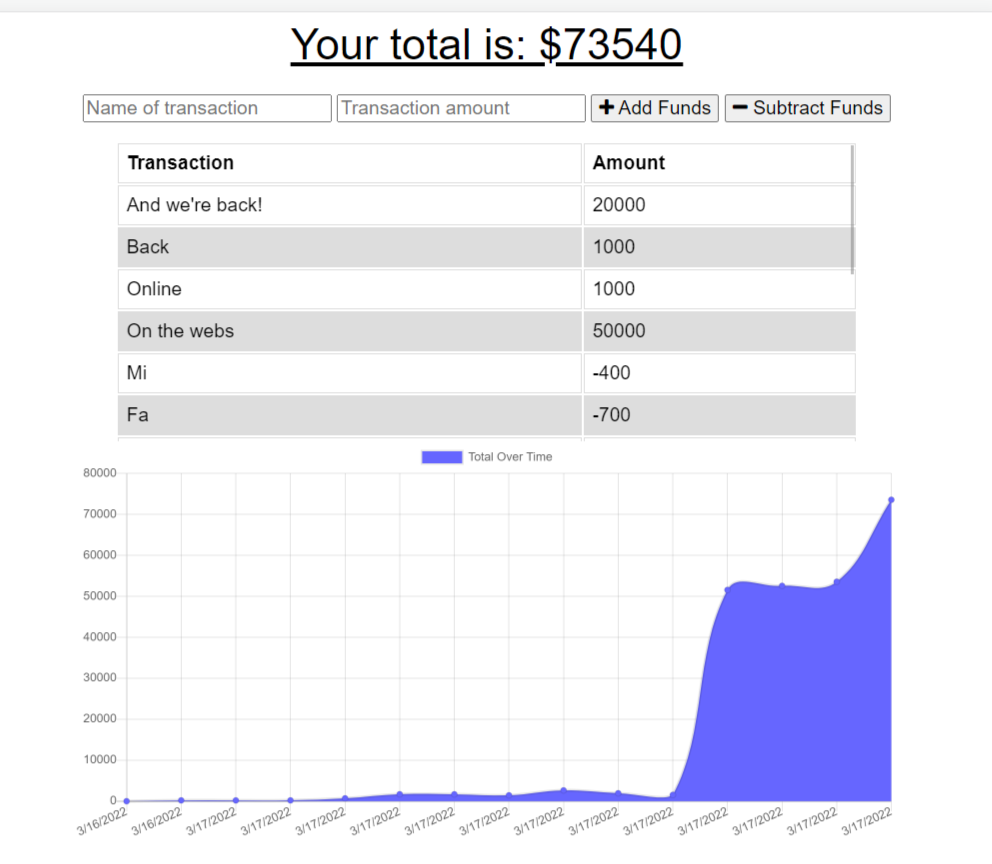 Your total is: $73540
Name of transaction Transaction amount + Add Funds − Subtract Funds
Transaction Amount
And we're back! 20000
Back 1000
Online 1000
On the webs 50000
Mi -400
Fa -700
Total Over Time
80000
70000
60000
50000
40000
30000
20000
10000
0
3/16/2022 3/16/2022 3/17/2022 3/17/2022 3/17/2022 3/17/2022 3/17/2022 3/17/2022 3/17/2022 3/17/2022 3/17/2022 3/17/2022 3/17/2022 3/17/2022 3/17/2022